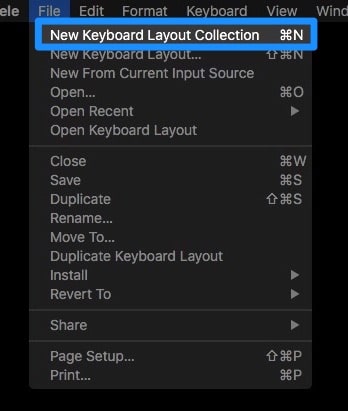 ele File Edit Format Keyboard View Wind
New Keyboard Layout Collection ⌘N
New Keyboard Layout... ⇧⌘N
New From Current Input Source
Open... ⌘O
Open Recent ▶
Open Keyboard Layout
Close ⌘W
Save ⌘S
Duplicate ⇧⌘S
Rename...
Move To...
Duplicate Keyboard Layout
Install ▶
Revert To ▶
Share ▶
Page Setup... ⇧⌘P
Print... ⌘P